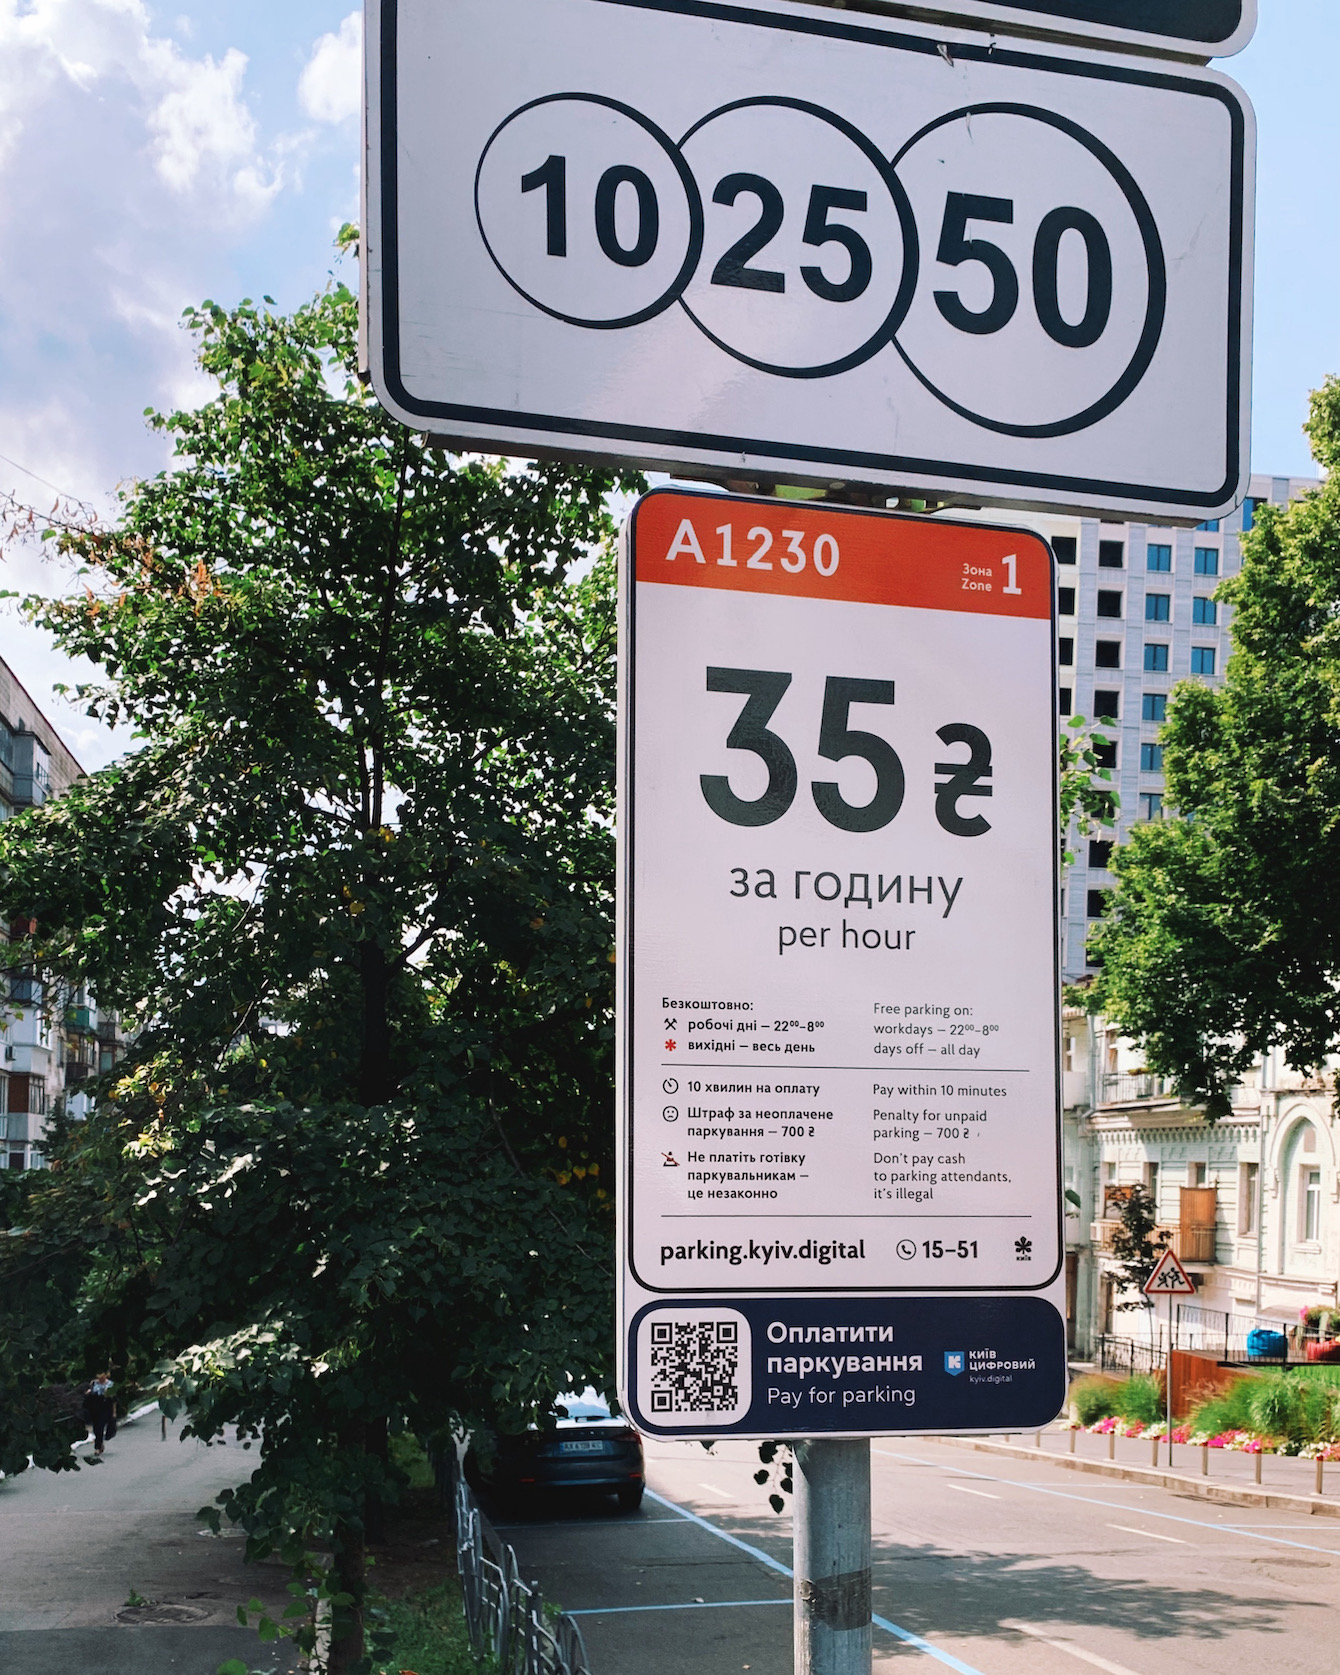 10 25 50
A1230
Зона
Zone 1
35 ₴
за годину
per hour
Безкоштовно:
робочі дні – 22⁰⁰–8⁰⁰
вихідні – весь день
Free parking on:
workdays – 22⁰⁰–8⁰⁰
days off – all day
10 хвилин на оплату
Pay within 10 minutes
Штраф за неоплачене
паркування – 700 ₴
Penalty for unpaid
parking – 700 ₴
Не платіть готівку
паркувальникам –
це незаконно
Don't pay cash
to parking attendants,
it's illegal
parking.kyiv.digital 15–51
Оплатити
паркування
Pay for parking
КИЇВ
ЦИФРОВИЙ
kyiv.digital